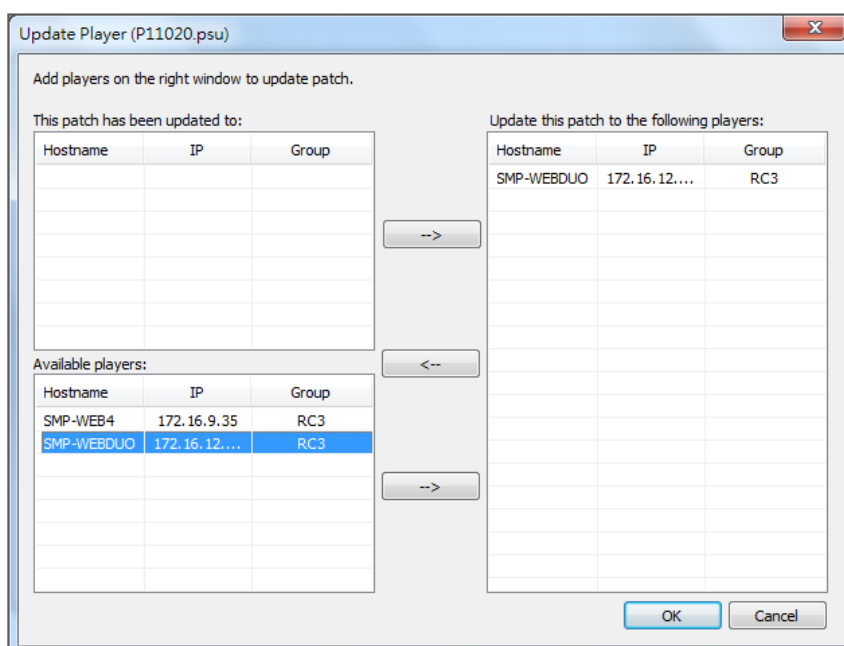 Update Player (P11020.psu)
Add players on the right window to update patch.
This patch has been updated to:
Hostname IP Group
-->
<--
Available players:
Hostname IP Group
SMP-WEB4 172.16.9.35 RC3
SMP-WEBDUO 172.16.12.... RC3
-->
Update this patch to the following players:
Hostname IP Group
SMP-WEBDUO 172.16.12.... RC3
OK Cancel